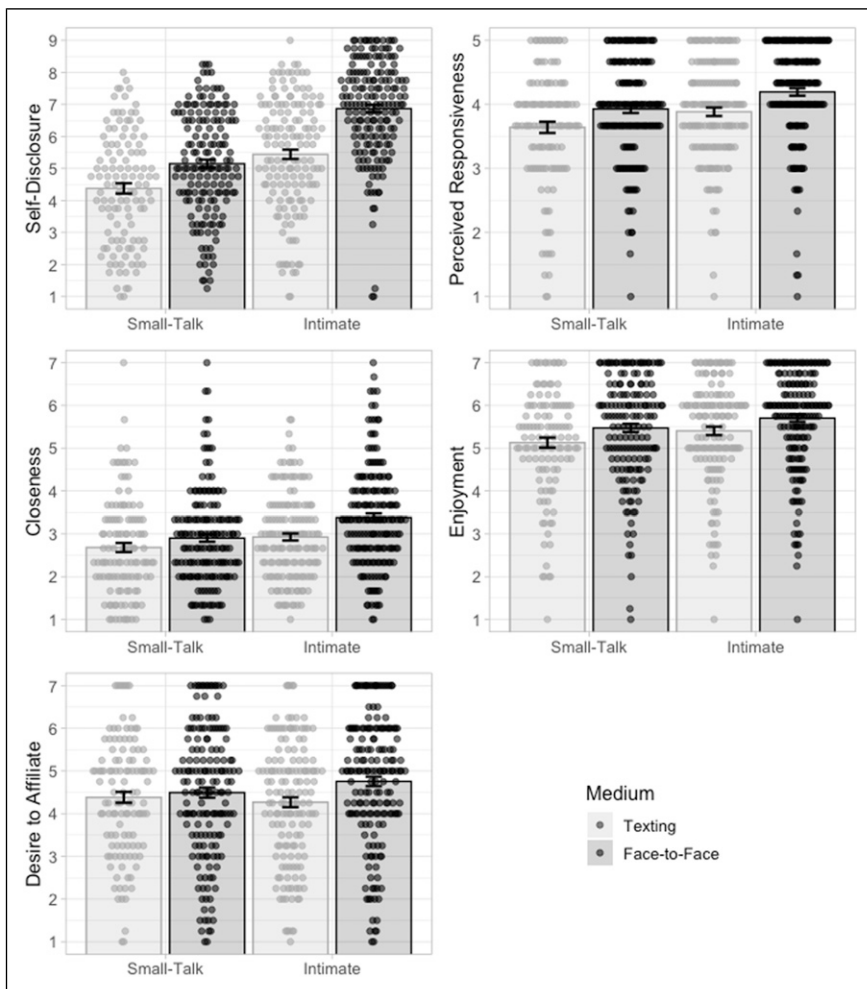 Self-Disclosure
9
8
7
6
5
4
3
2
1
Small-Talk
Intimate
Perceived Responsiveness
5
4
3
2
1
Small-Talk
Intimate
Closeness
7
6
5
4
3
2
1
Small-Talk
Intimate
Enjoyment
7
6
5
4
3
2
1
Small-Talk
Intimate
Desire to Affiliate
7
6
5
4
3
2
1
Small-Talk
Intimate
Medium
Texting
Face-to-Face